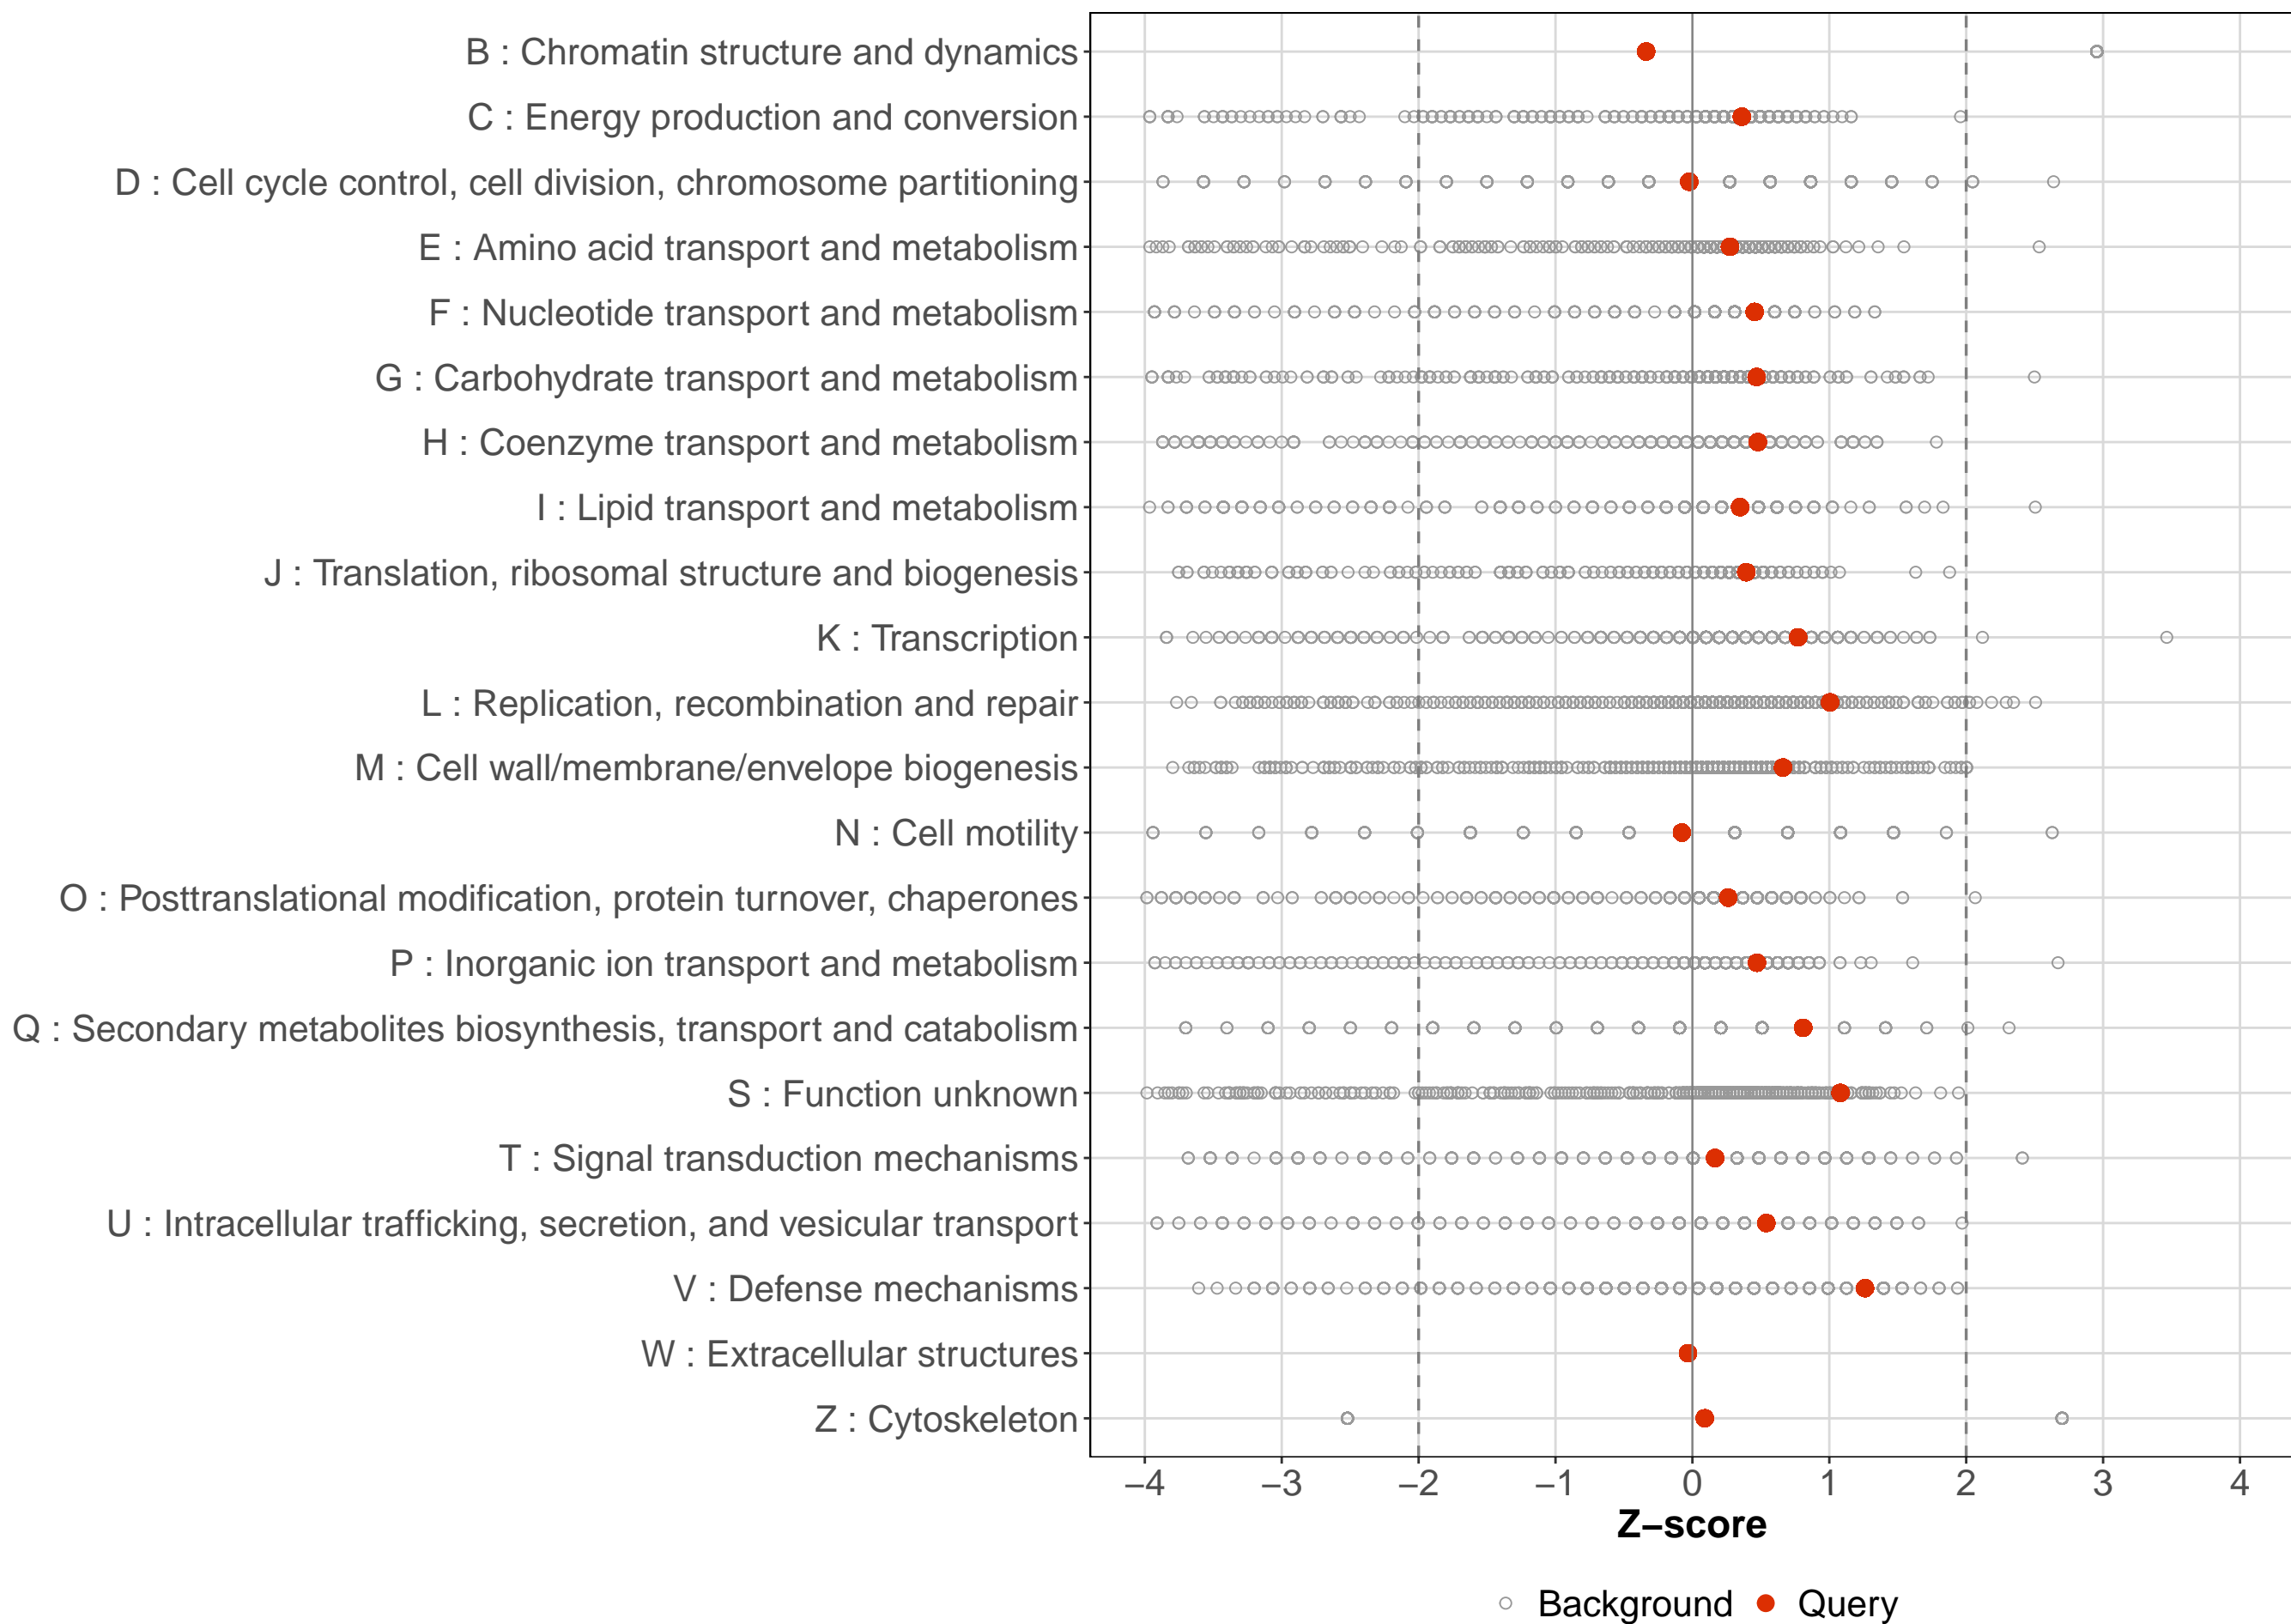 B : Chromatin structure and dynamics
C : Energy production and conversion
D : Cell cycle control, cell division, chromosome partitioning
E : Amino acid transport and metabolism
F : Nucleotide transport and metabolism
G : Carbohydrate transport and metabolism
H : Coenzyme transport and metabolism
I : Lipid transport and metabolism
J : Translation, ribosomal structure and biogenesis
K : Transcription
L : Replication, recombination and repair
M : Cell wall/membrane/envelope biogenesis
N : Cell motility
O : Posttranslational modification, protein turnover, chaperones
P : Inorganic ion transport and metabolism
Q : Secondary metabolites biosynthesis, transport and catabolism
S : Function unknown
T : Signal transduction mechanisms
U : Intracellular trafficking, secretion, and vesicular transport
V : Defense mechanisms
W : Extracellular structures
Z : Cytoskeleton
−4 −3 −2 −1 0 1 2 3 4
Z−score
Background Query